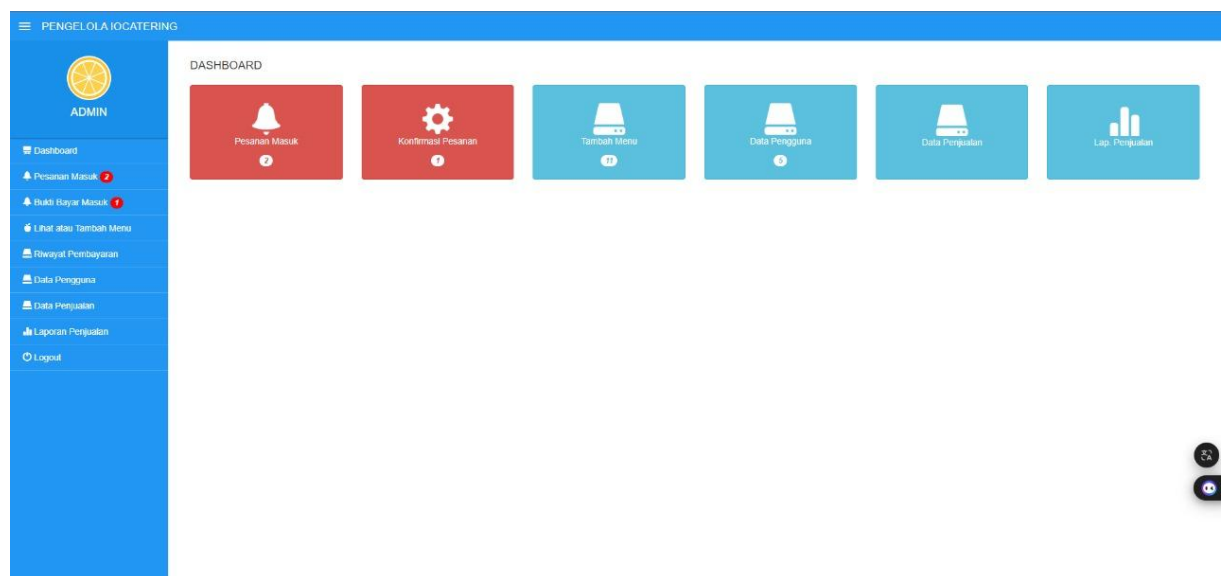 PENGELOLA IOCATERING
ADMIN
Dashboard
Pesanan Masuk 2
Bukti Bayar Masuk 1
Lihat atau Tambah Menu
Riwayat Pembayaran
Data Pengguna
Data Penjualan
Laporan Penjualan
Logout
DASHBOARD
Pesanan Masuk
2
Konfirmasi Pesanan
1
Tambah Menu
11
Data Pengguna
5
Data Penjualan
Lap. Penjualan